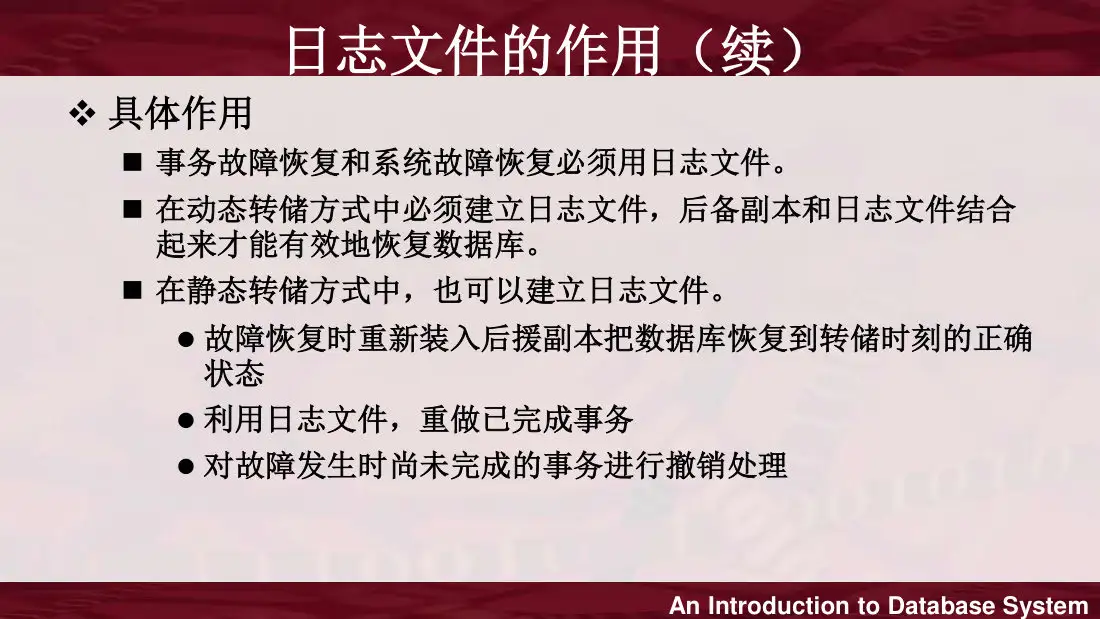 日志文件的作用（续）
❖ 具体作用
■ 事务故障恢复和系统故障恢复必须用日志文件。
■ 在动态转储方式中必须建立日志文件，后备副本和日志文件结合
起来才能有效地恢复数据库。
■ 在静态转储方式中，也可以建立日志文件。
● 故障恢复时重新装入后援副本把数据库恢复到转储时刻的正确
状态
● 利用日志文件，重做已完成事务
● 对故障发生时尚未完成的事务进行撤销处理
An Introduction to Database System